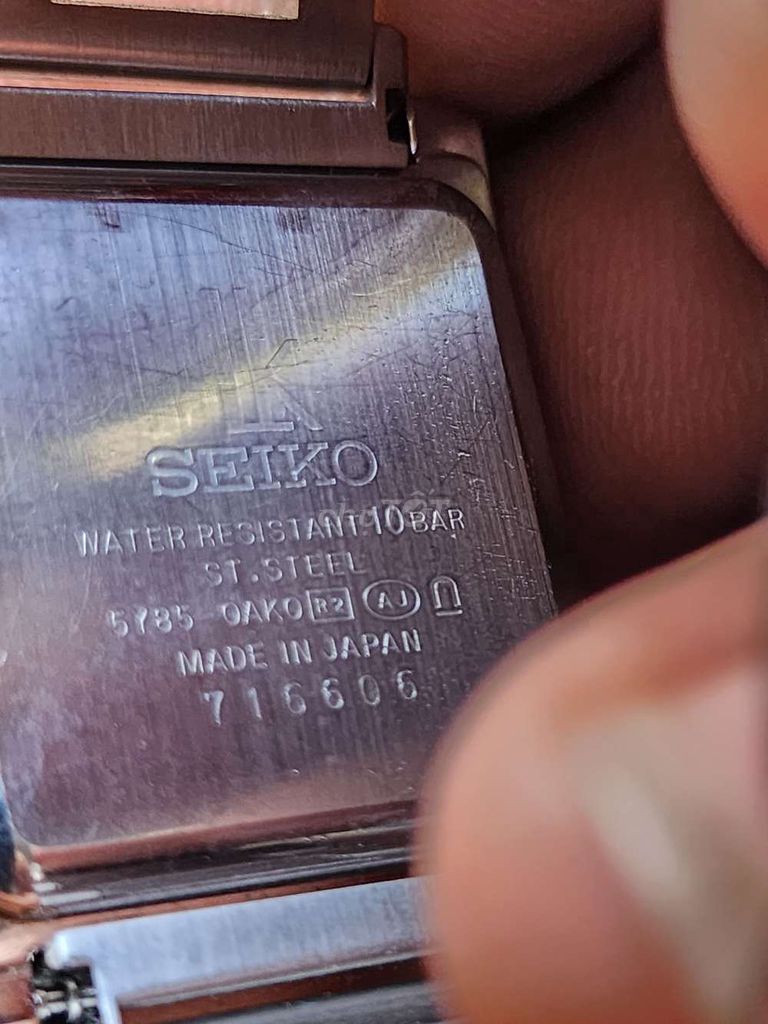 SEIKO
WATER RESISTANT 10 BAR
ST. STEEL
5Y85-0AK0 R2 AJ
MADE IN JAPAN
716606